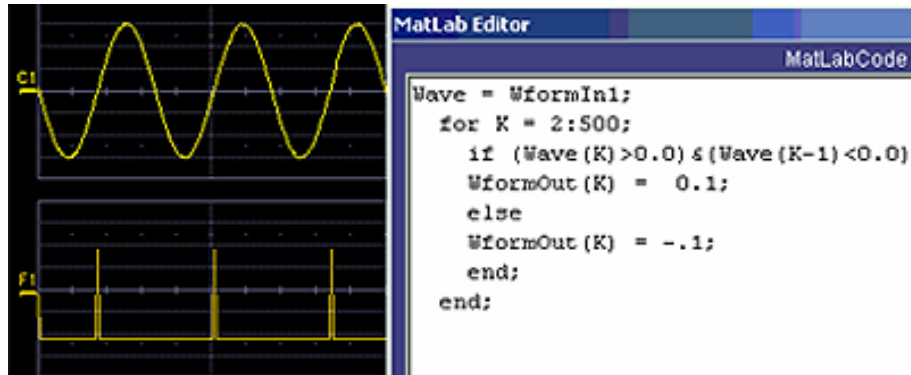 C1
F1
MatLab Editor
MatLabCode
Wave = WformIn1;
for K = 2:500;
if (Wave(K)>0.0)&(Wave(K-1)<0.0)
WformOut(K) = 0.1;
else
WformOut(K) = -.1;
end;
end;